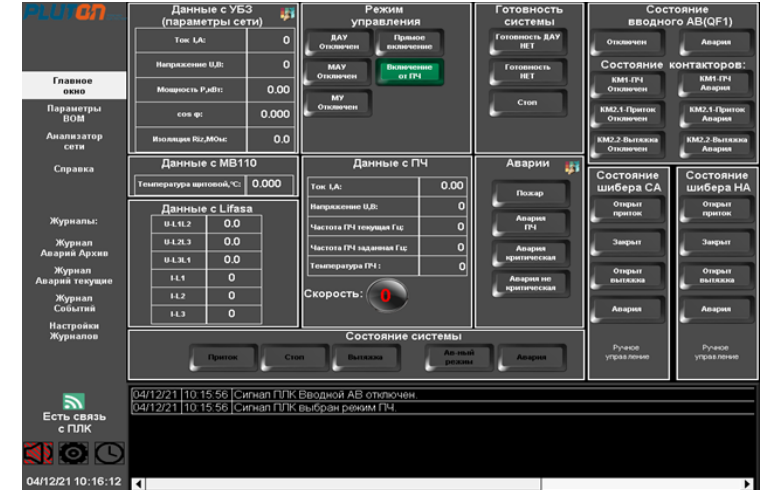 PLUTON
Главное
окно
Параметры
ВОМ
Анализатор
сети
Справка
Журналы:
Журнал
Аварий Архив
Журнал
Аварий текущие
Журнал
Событий
Настройки
Журналов
Есть связь
с ПЛК
04/12/21 10:16:12
Данные с УБЗ
(параметры сети)
Ток I,A: 0
Напряжение U,В: 0
Мощность P,кВт: 0.00
cos φ: 0.000
Изоляция Riz,МОм: 0.0
Режим
управления
ДАУ
Отключен
Прямое
включение
МАУ
Отключен
Включение
от ПЧ
МУ
Отключен
Готовность
системы
Готовность ДАУ
НЕТ
Готовность
НЕТ
Стоп
Состояние
вводного АВ(QF1)
Отключен
Авария
Состояние контакторов:
КМ1-ПЧ
Отключен
КМ1-ПЧ
Авария
КМ2.1-Приток
Отключен
КМ2.1-Приток
Авария
КМ2.2-Вытяжка
Отключен
КМ2.2-Вытяжка
Авария
Данные с МВ110
Температура щитовой,°C: 0.000
Данные с Lifasa
U-L1L2 0.0
U-L2L3 0.0
U-L3L1 0.0
I-L1 0
I-L2 0
I-L3 0
Данные с ПЧ
Ток I,A: 0.00
Напряжение U,В: 0
Частота ПЧ текущая Гц: 0
Частота ПЧ заданная Гц: 0
Температура ПЧ : 0
Скорость: 0
Аварии
Пожар
Авария
ПЧ
Авария
критическая
Авария не
критическая
Состояние
шибера СА
Открыт
приток
Закрыт
Открыт
вытяжка
Авария
Ручное
управление
Состояние
шибера НА
Открыт
приток
Закрыт
Открыт
вытяжка
Авария
Ручное
управление
Состояние системы
Приток
Стоп
Вытяжка
Ав-ный
режим
Авария
04/12/21 10:15:56 Сигнал ПЛК Вводной АВ отключен.
04/12/21 10:15:56 Сигнал ПЛК выбран режим ПЧ.